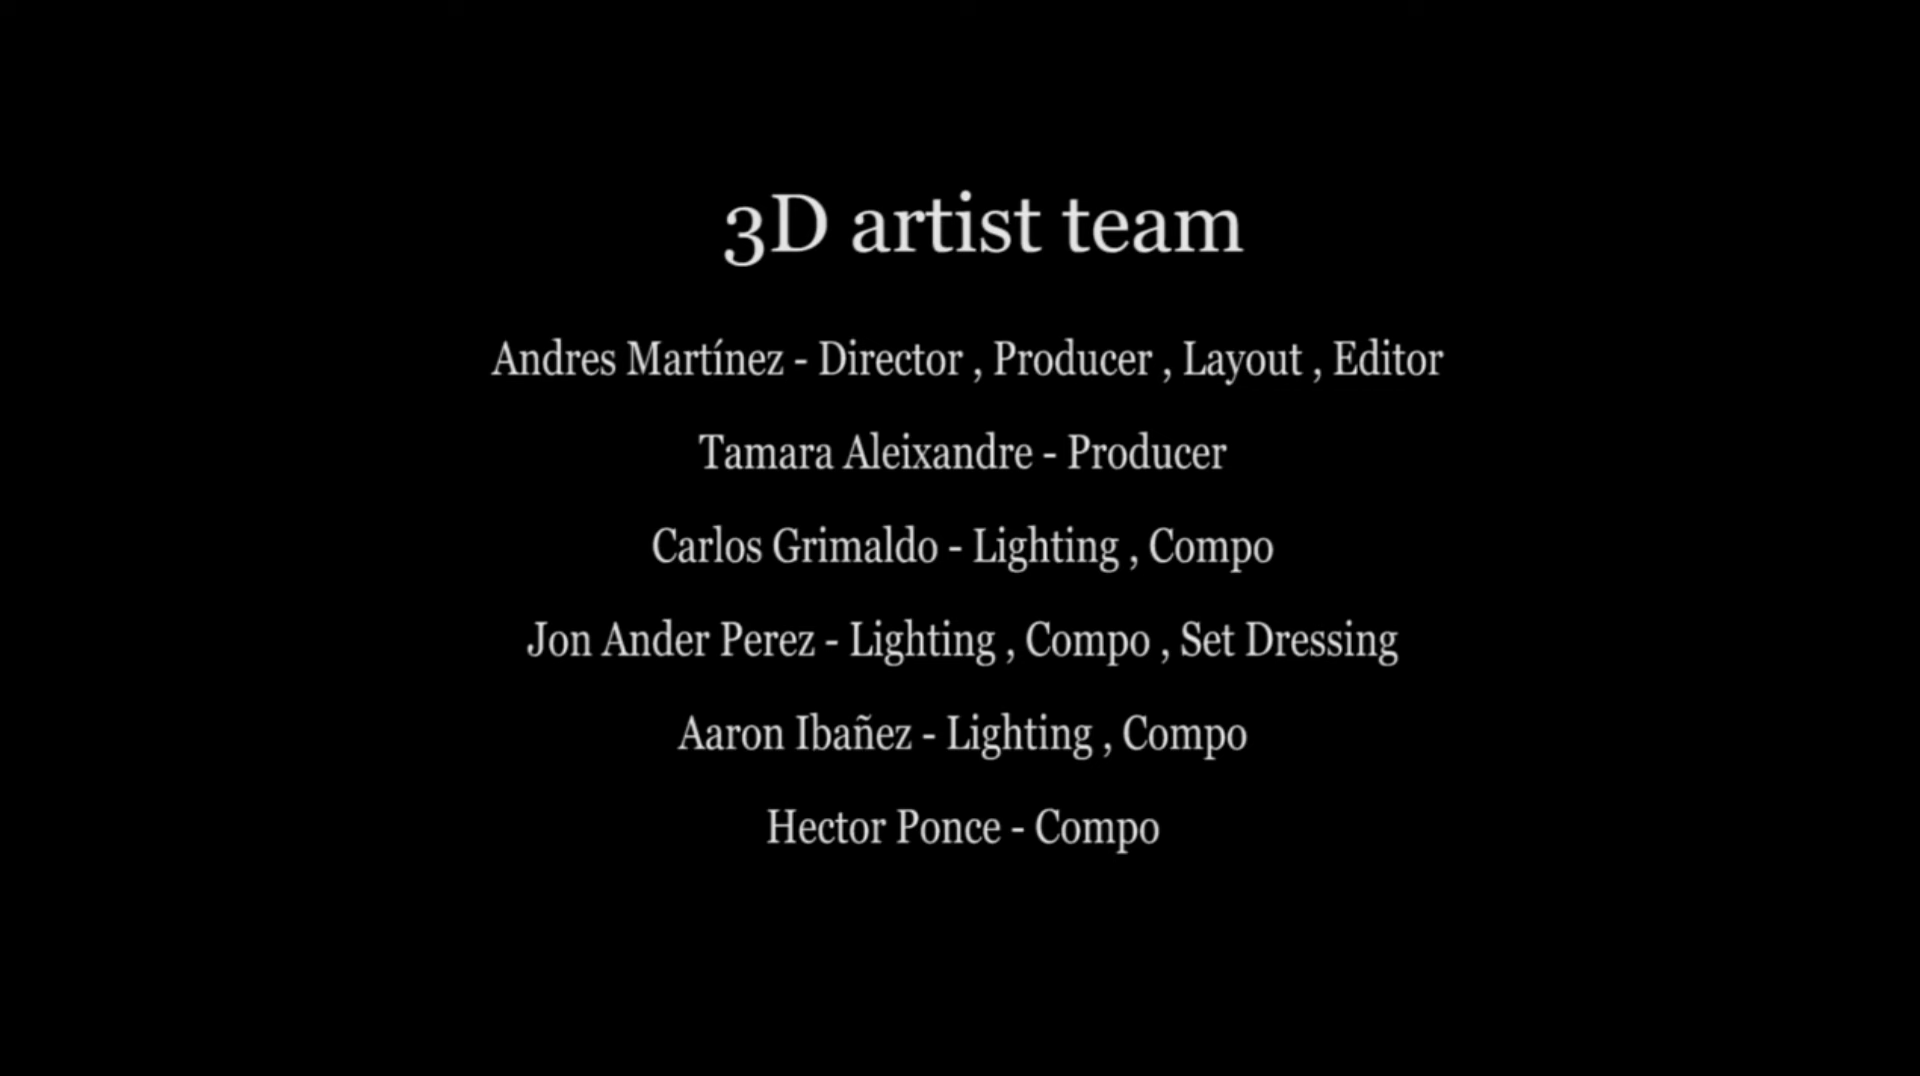 3D artist team
Andres Martínez - Director , Producer , Layout , Editor
Tamara Aleixandre - Producer
Carlos Grimaldo - Lighting , Compo
Jon Ander Perez - Lighting , Compo , Set Dressing
Aaron Ibañez - Lighting , Compo
Hector Ponce - Compo